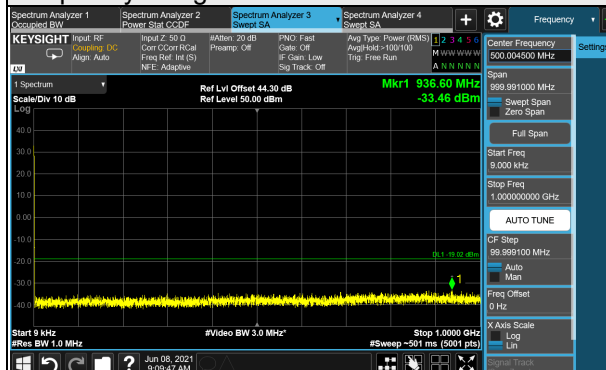 Spectrum Analyzer 1
Occupied BW
Spectrum Analyzer 2
Power Stat CCDF
Spectrum Analyzer 3
Swept SA
Spectrum Analyzer 4
Swept SA
+
Frequency
KEYSIGHT
LXI
Input: RF
Coupling: DC
Align: Auto
Input Z: 50 Ω
Corr CCorr RCal
Freq Ref: Int (S)
NFE: Adaptive
#Atten: 20 dB
Preamp: Off
PNO: Fast
Gate: Off
IF Gain: Low
Sig Track: Off
Avg Type: Power (RMS)
Avg|Hold:>100/100
Trig: Free Run
1 2 3 4 5 6
M W W W W W
A N N N N N
Settings
1 Spectrum
Scale/Div 10 dB
Log
Ref Lvl Offset 44.30 dB
Ref Level 50.00 dBm
Mkr1 936.60 MHz
-33.46 dBm
40.0
30.0
20.0
10.0
0.00
-10.0
-20.0
-30.0
-40.0
DL1 -19.02 dBm
1
Start 9 kHz
#Res BW 1.0 MHz
#Video BW 3.0 MHz*
Stop 1.0000 GHz
#Sweep ~501 ms (5001 pts)
Center Frequency
500.004500 MHz
Span
999.991000 MHz
Swept Span
Zero Span
Full Span
Start Freq
9.000 kHz
Stop Freq
1.000000000 GHz
AUTO TUNE
CF Step
99.999100 MHz
Auto
Man
Freq Offset
0 Hz
X Axis Scale
Log
Lin
Signal Track
?
Jun 08, 2021
9:09:47 AM